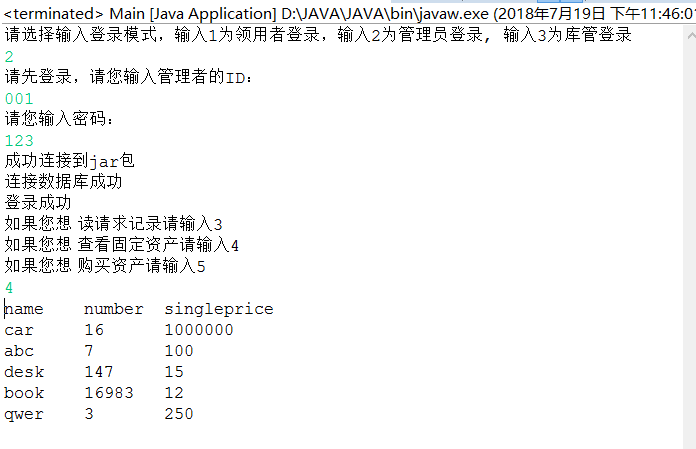 <terminated> Main [Java Application] D:\JAVA\JAVA\bin\javaw.exe (2018年7月19日 下午11:46:0
请选择输入登录模式，输入1为领用者登录，输入2为管理员登录, 输入3为库管登录
2
请先登录，请您输入管理者的ID：
001
请您输入密码：
123
成功连接到jar包
连接数据库成功
登录成功
如果您想 读请求记录请输入3
如果您想 查看固定资产请输入4
如果您想 购买资产请输入5
4
name number singleprice
car 16 1000000
abc 7 100
desk 147 15
book 16983 12
qwer 3 250